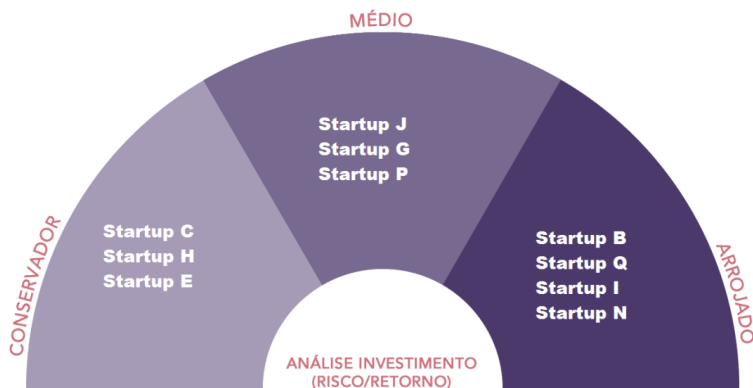 MÉDIO
Startup J
Startup G
Startup P
CONSERVADOR
Startup C
Startup H
Startup E
Startup B
Startup Q
Startup I
Startup N
ARROJADO
ANÁLISE INVESTIMENTO
(RISCO/RETORNO)